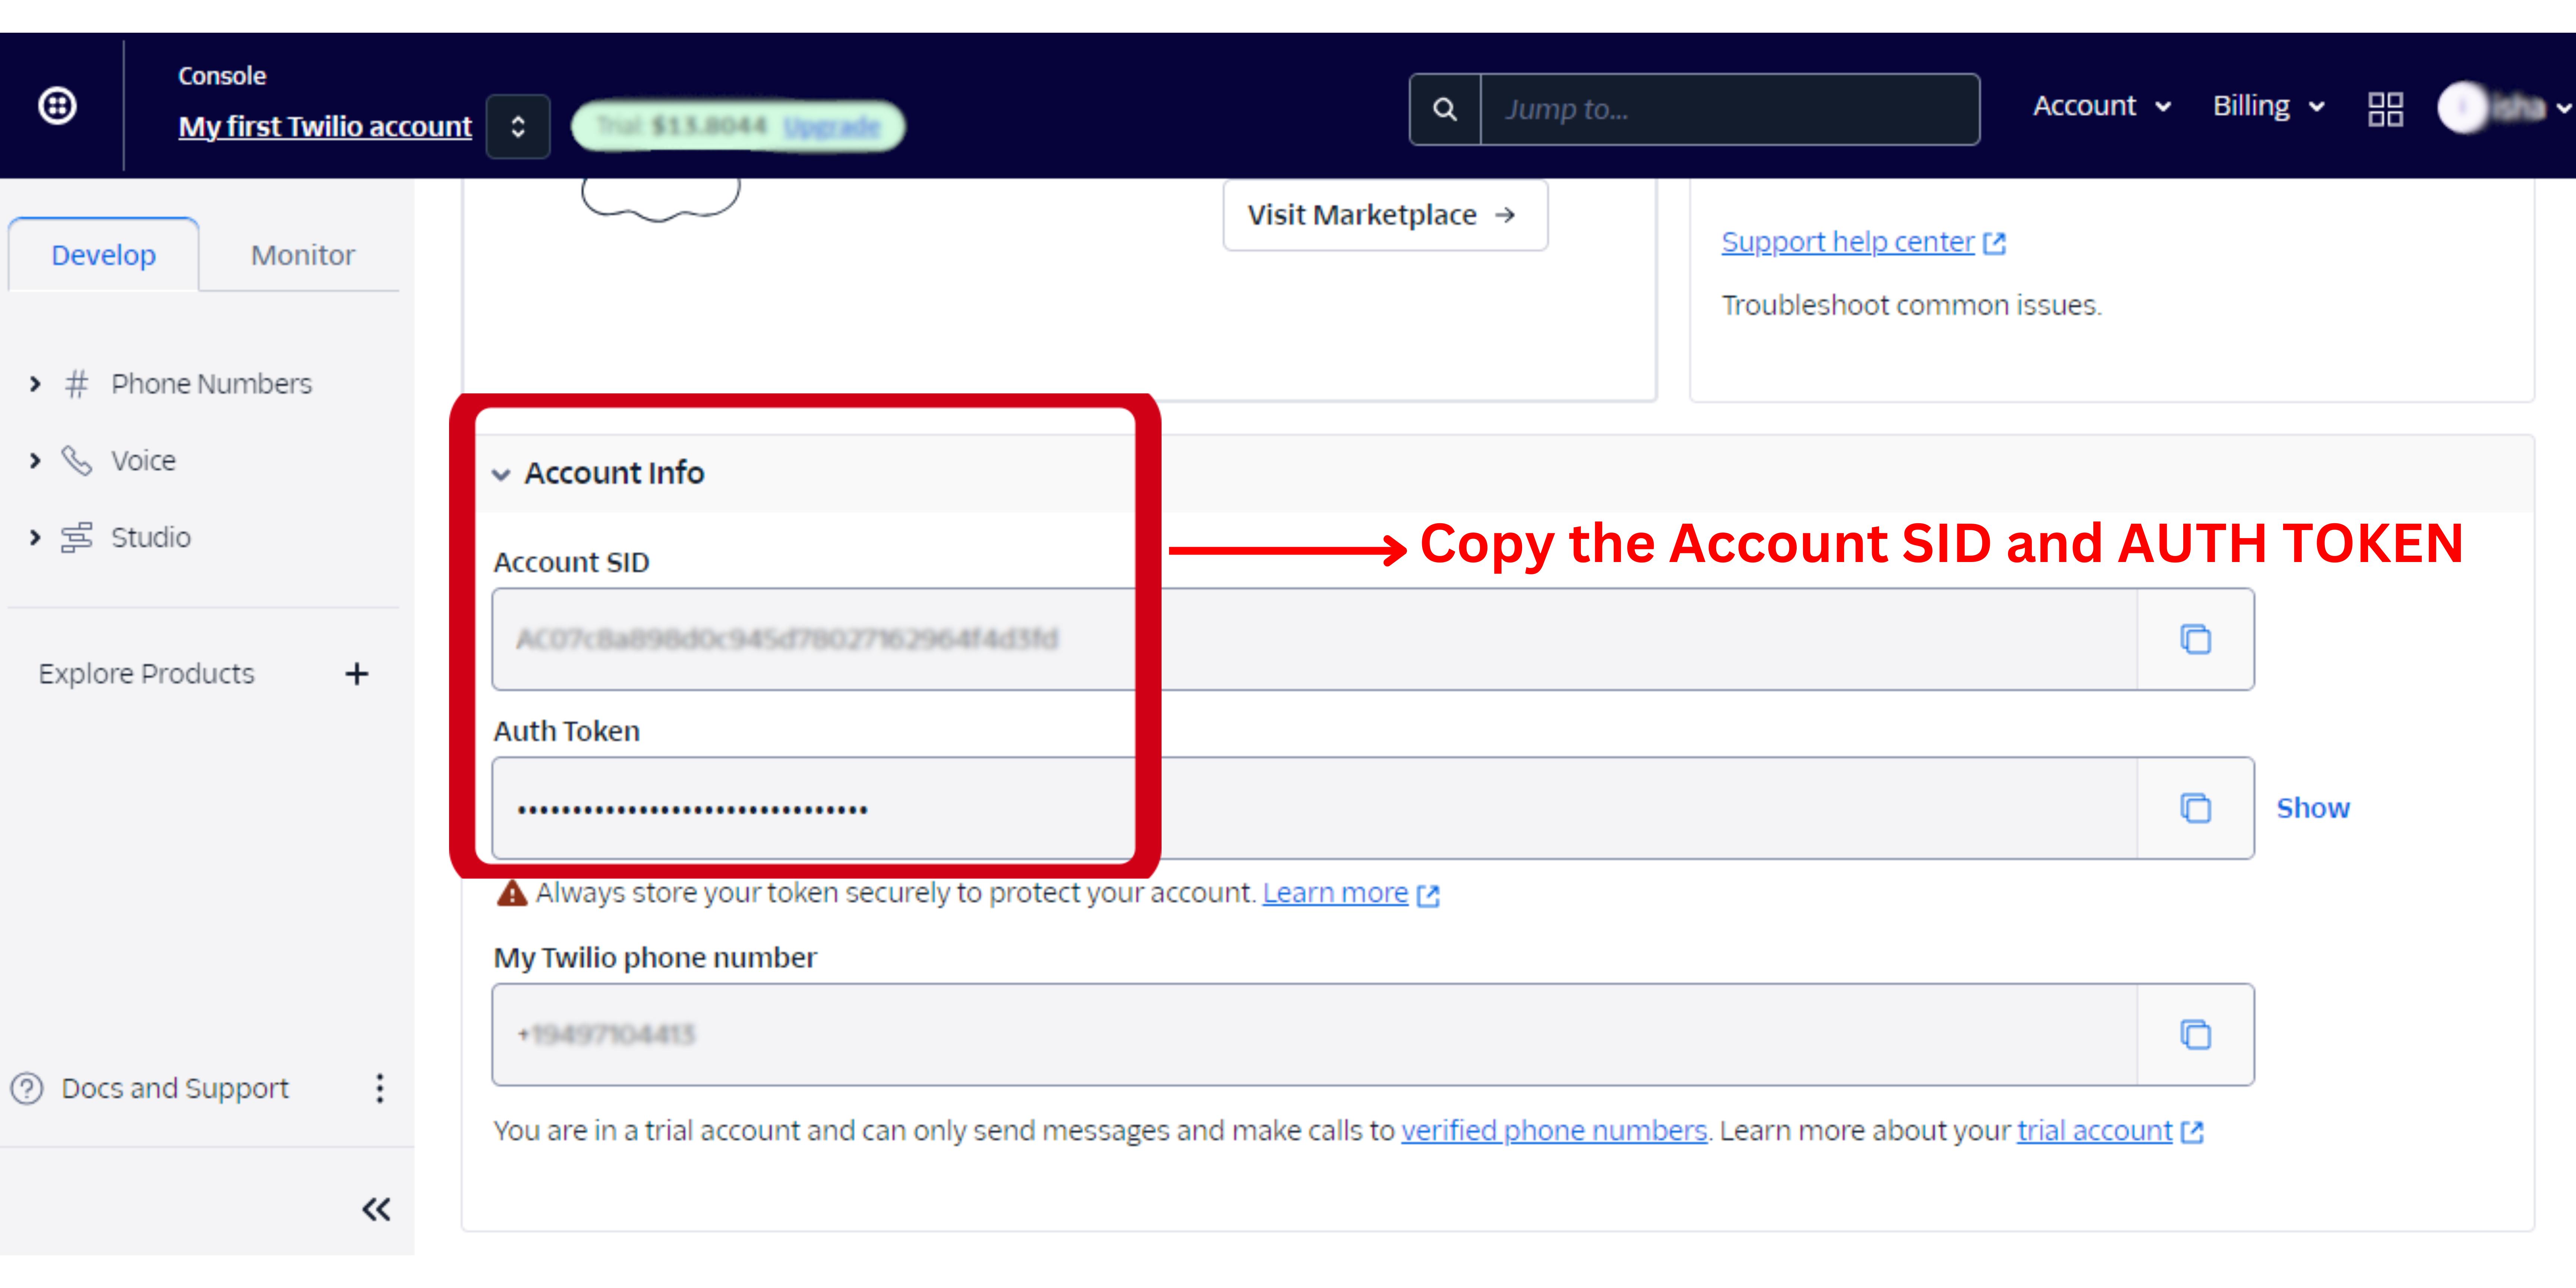 Console
My first Twilio account
Trial: $13.8044 Upgrade
Jump to...
Account
Billing
Develop
Monitor
Visit Marketplace →
Support help center
Troubleshoot common issues.
# Phone Numbers
Voice
Studio
Explore Products +
Account Info
Copy the Account SID and AUTH TOKEN
Account SID
Auth Token
••••••••••••••••••••••••••••••••
Show
Always store your token securely to protect your account. Learn more
My Twilio phone number
Docs and Support
You are in a trial account and can only send messages and make calls to verified phone numbers. Learn more about your trial account